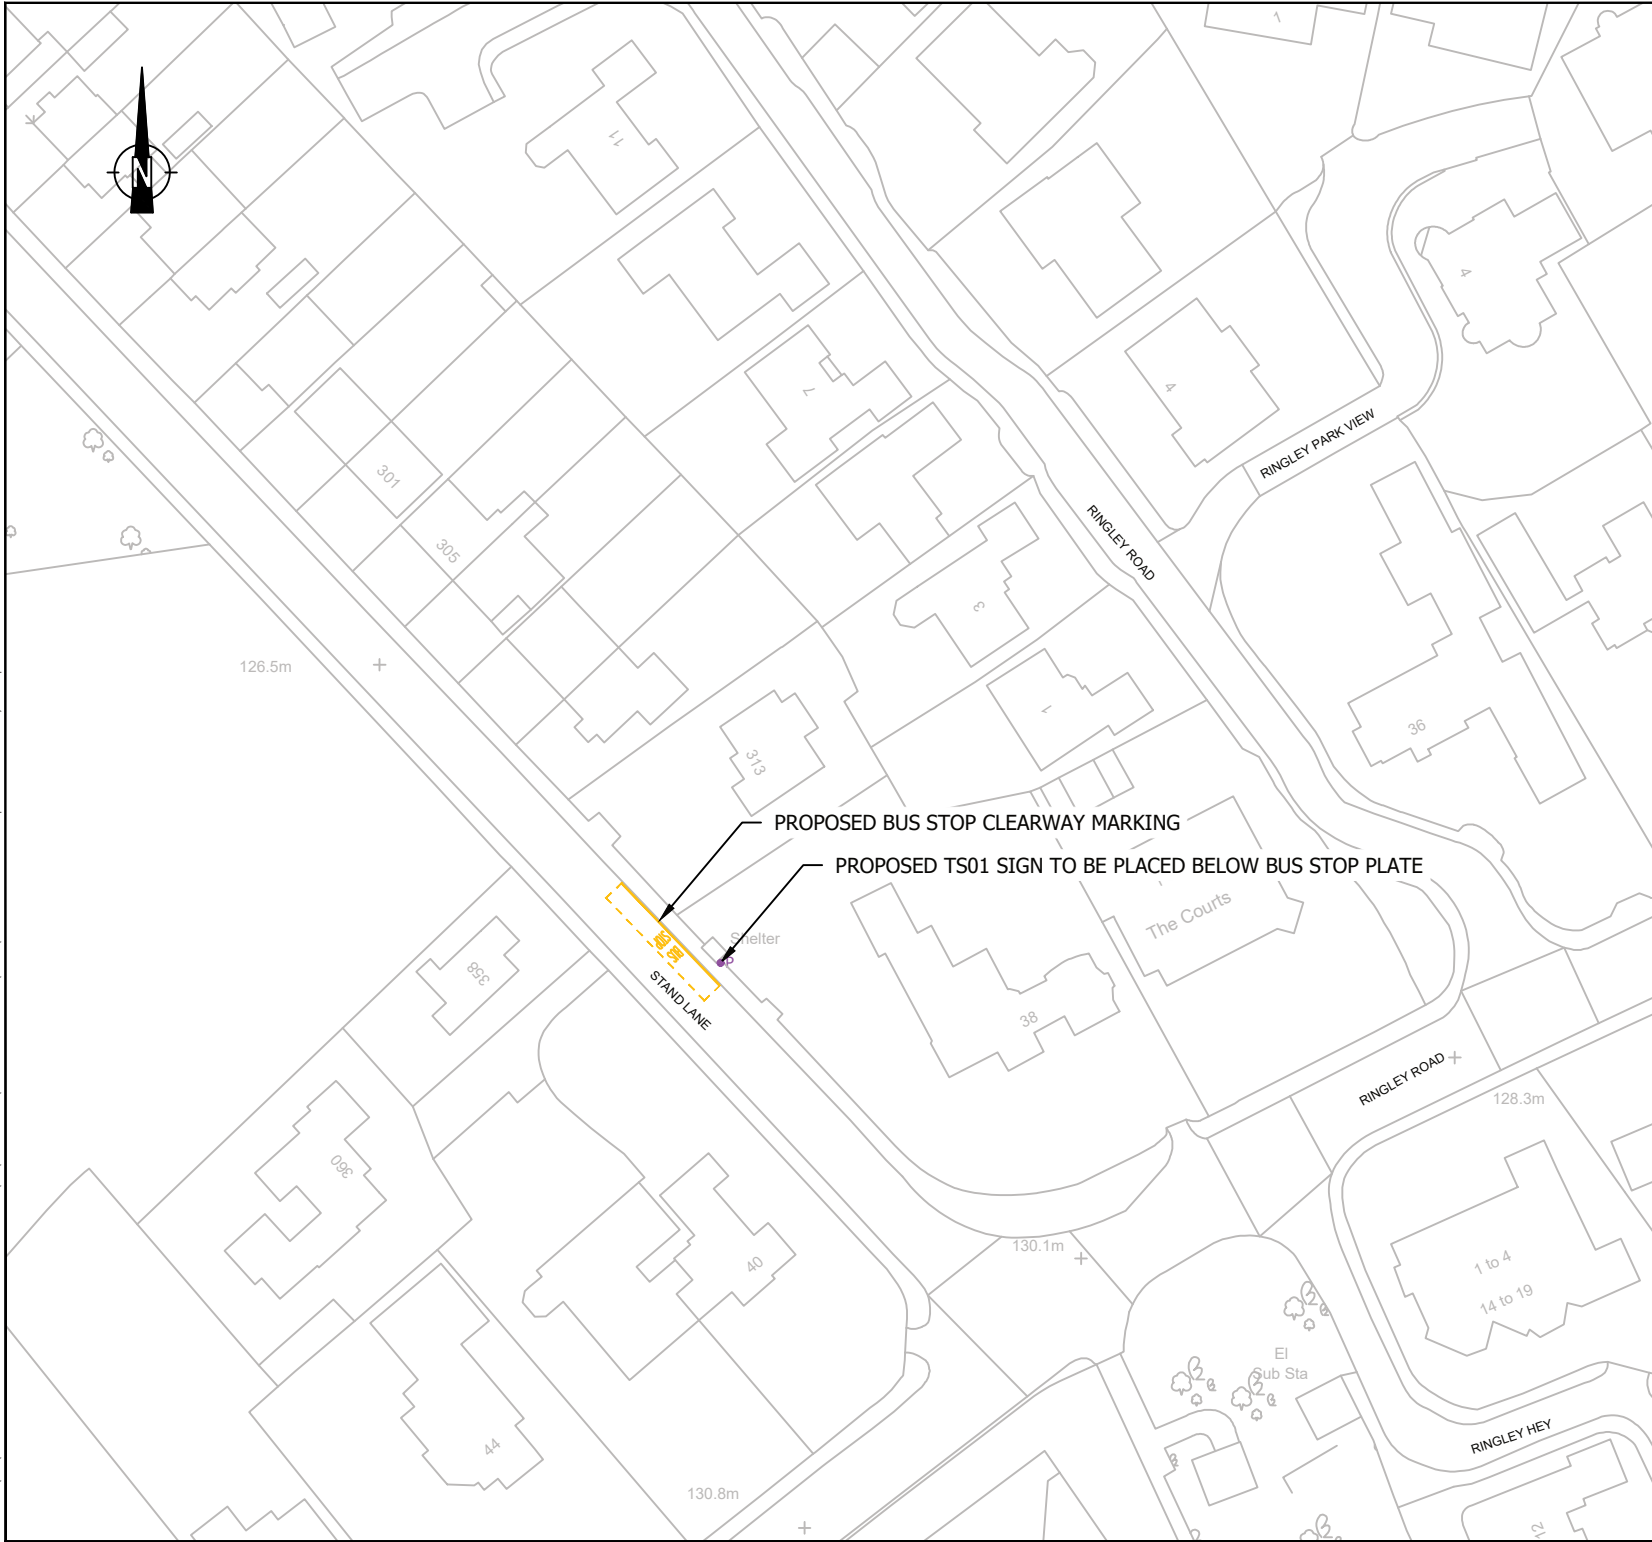 1
N
11
4
7
4
RINGLEY PARK VIEW
301
RINGLEY ROAD
305
3
126.5m
1
36
313
PROPOSED BUS STOP CLEARWAY MARKING
PROPOSED TS01 SIGN TO BE PLACED BELOW BUS STOP PLATE
The Courts
Shelter
358
STAND LANE
38
RINGLEY ROAD
128.3m
360
130.1m
40
1 to 4
14 to 19
El
Sub Sta
44
RINGLEY HEY
130.8m
12